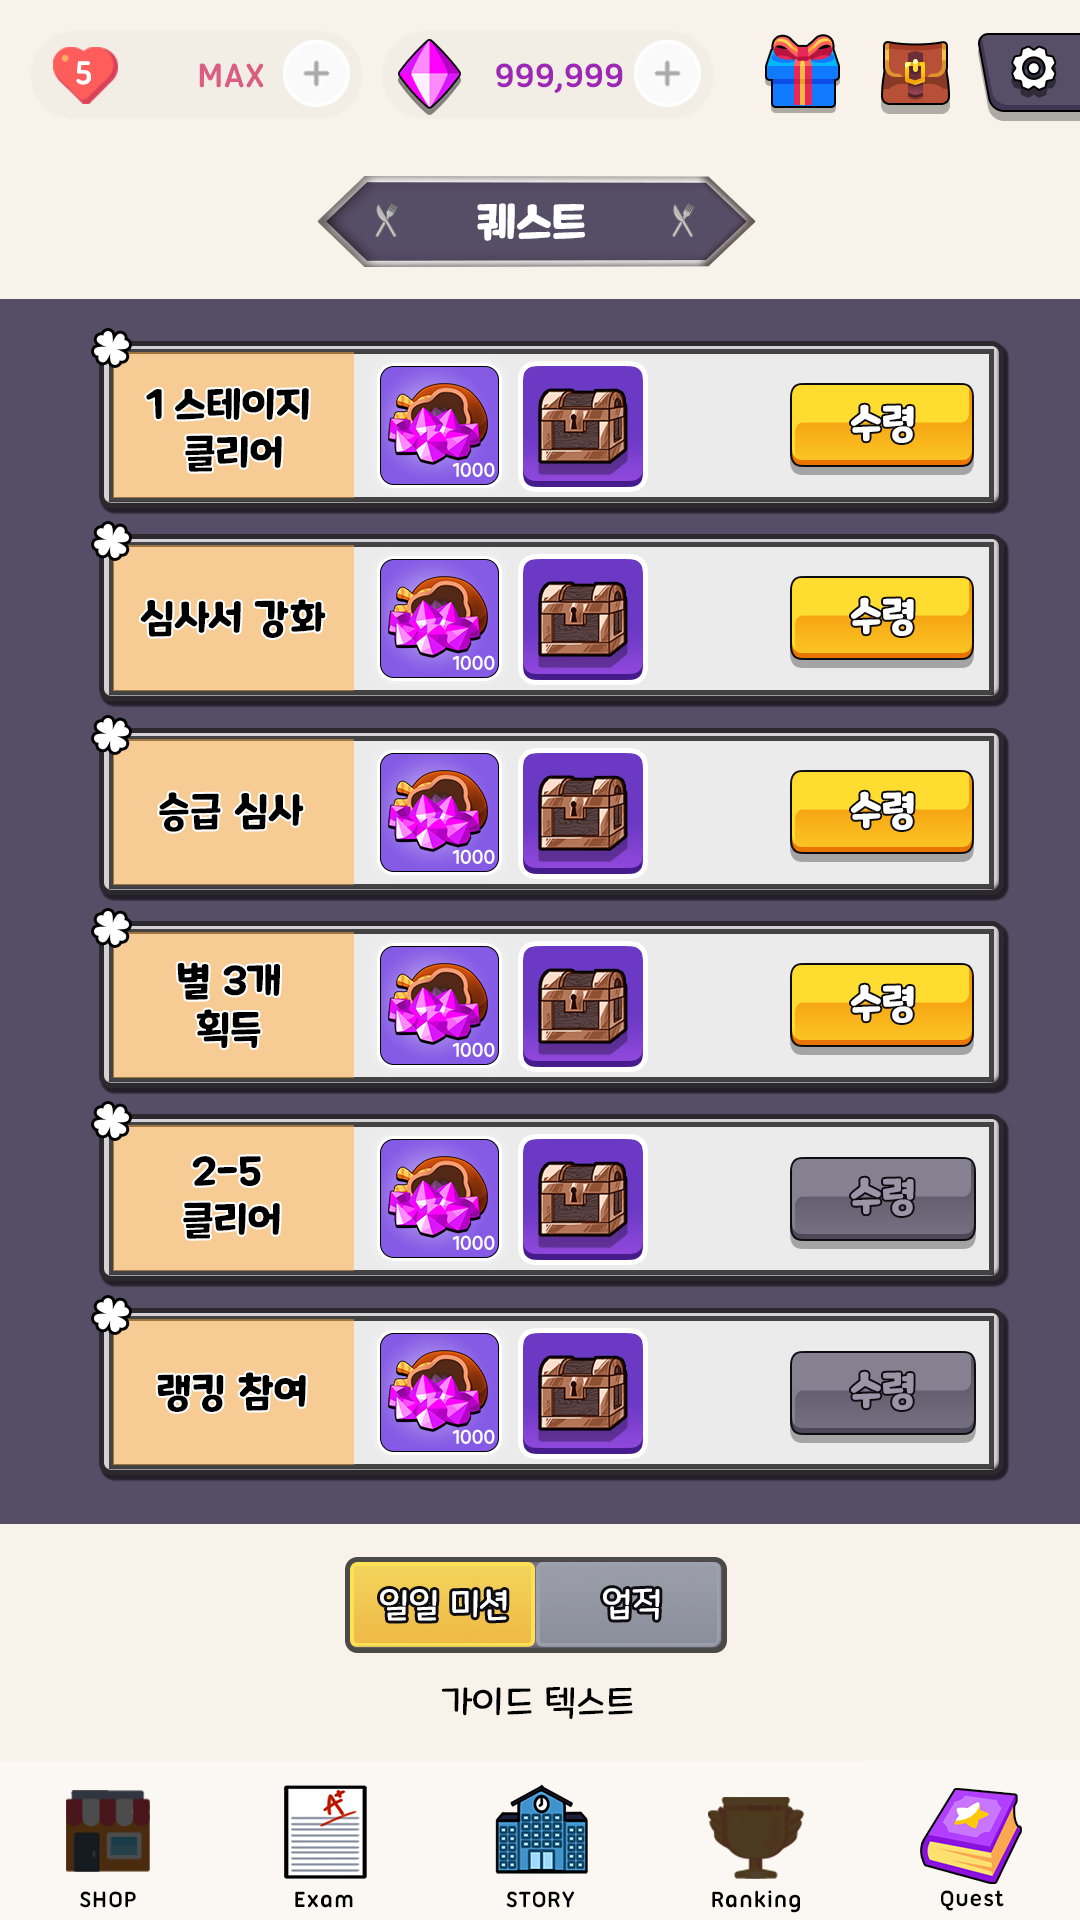 5 MAX + 999,999 +
퀘스트
1 스테이지
클리어
1000
수령
심사서 강화
1000
수령
승급 심사
1000
수령
별 3개
획득
1000
수령
2-5
클리어
1000
수령
랭킹 참여
1000
수령
일일 미션 업적
가이드 텍스트
A+
SHOP Exam STORY Ranking Quest